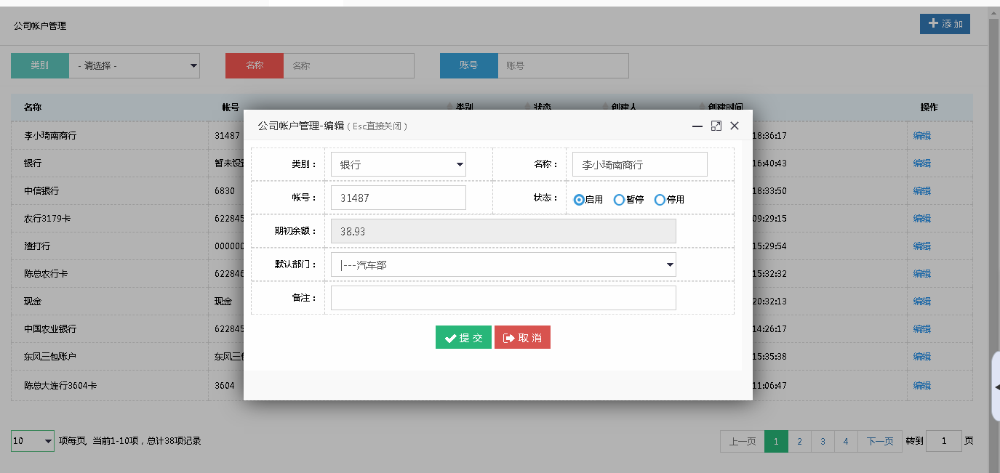 公司帐户管理
添加
类别 - 请选择 - 名称 名称 账号 账号
名称 帐号 类别 状态 创建人 创建时间 操作
公司帐户管理-编辑 ( Esc直接关闭 )
李小琦南商行 31487 18:36:17 编辑
银行 暂未设置 16:40:43 编辑
中信银行 6830 18:33:50 编辑
农行3179卡 622845 09:29:15 编辑
渣打行 000000 15:29:54 编辑
陈总农行卡 622846 15:32:32 编辑
现金 现金 20:32:13 编辑
中国农业银行 622845 14:26:17 编辑
东风三包账户 东风三包 15:35:38 编辑
陈总大连行3604卡 3604 11:06:47 编辑
类别： 银行 名称： 李小琦南商行
帐号： 31487 状态： 启用 暂停 停用
期初余额： 38.93
默认部门： |---汽车部
备注：
提交 取消
10 项每页, 当前1-10项，总计38项记录
上一页 1 2 3 4 下一页 转到 1 页